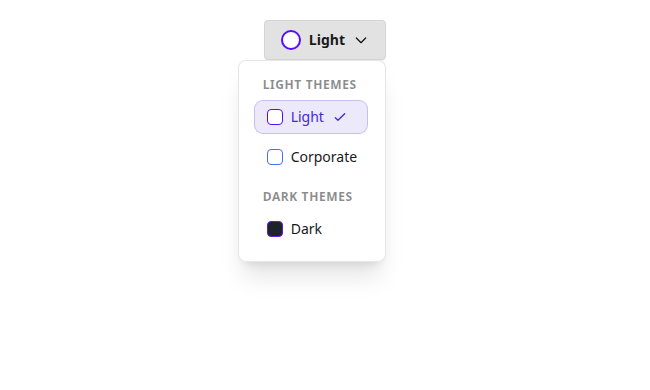 Light
LIGHT THEMES
Light
Corporate
DARK THEMES
Dark